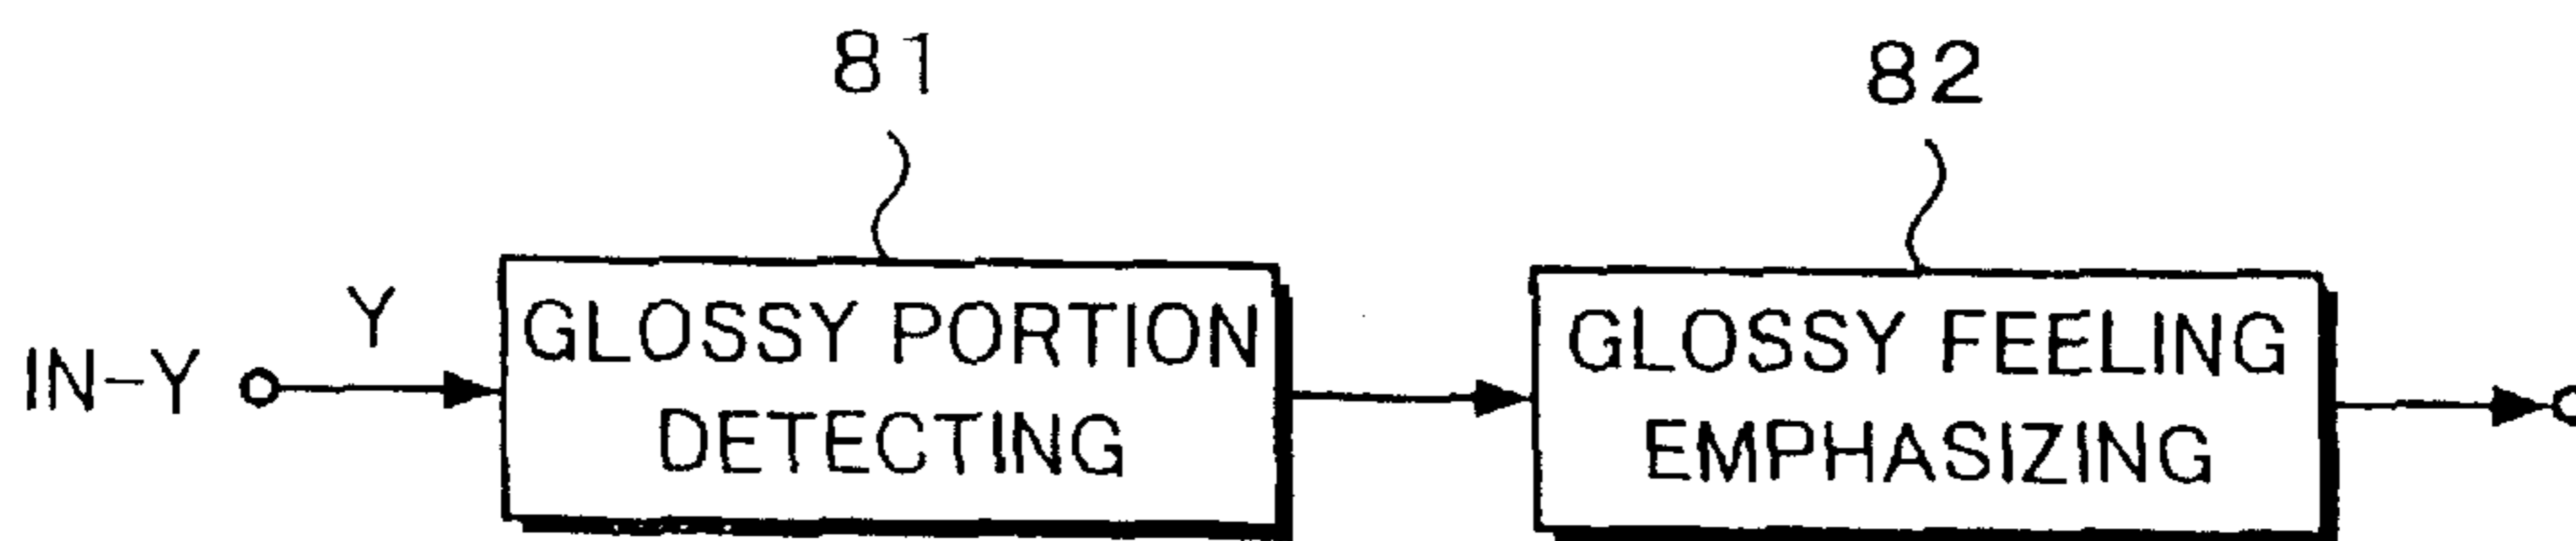 81
82
Y
IN-Y
GLOSSY PORTION
DETECTING
GLOSSY FEELING
EMPHASIZING